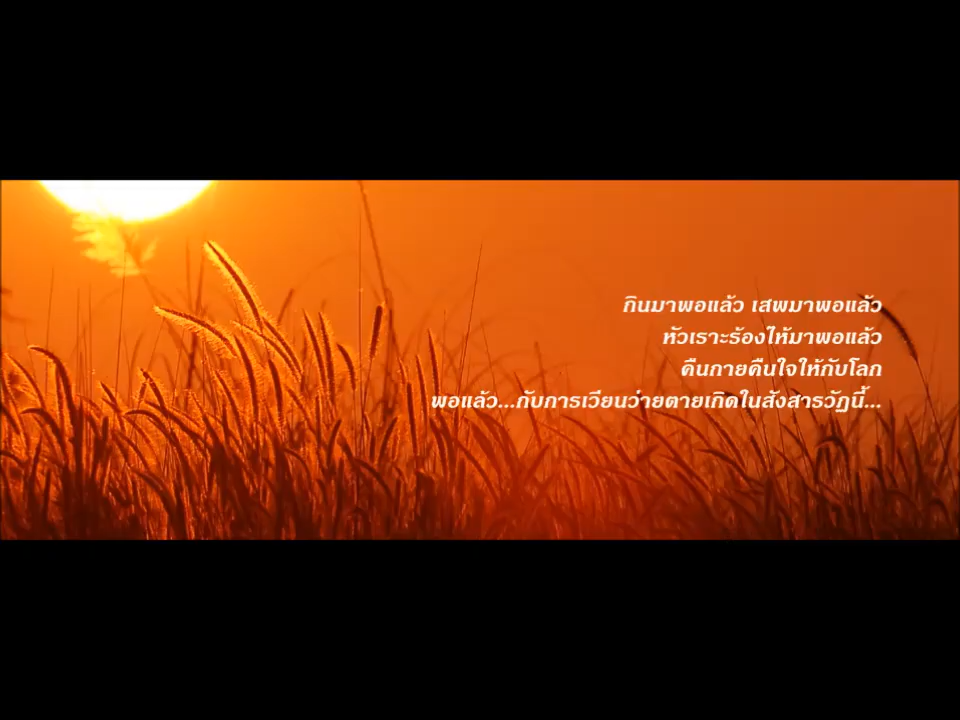 กินมาพอแล้ว เสพมาพอแล้ว
หัวเราะร้องไห้มาพอแล้ว
คืนกายคืนใจให้กับโลก
พอแล้ว...กับการเวียนว่ายตายเกิดในสังสารวัฏนี้...